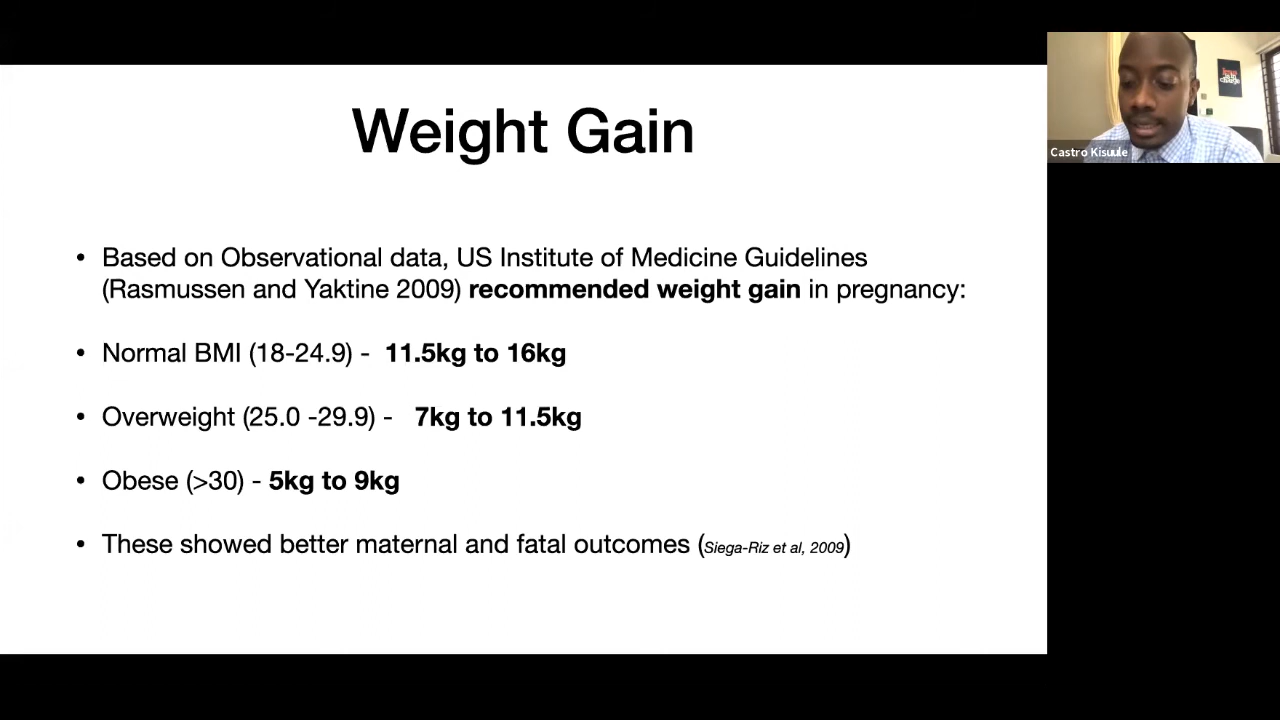 Weight Gain
• Based on Observational data, US Institute of Medicine Guidelines
(Rasmussen and Yaktine 2009) recommended weight gain in pregnancy:
• Normal BMI (18-24.9) - 11.5kg to 16kg
• Overweight (25.0 -29.9) - 7kg to 11.5kg
• Obese (>30) - 5kg to 9kg
• These showed better maternal and fatal outcomes (Siega-Riz et al, 2009)
Castro Kisuule